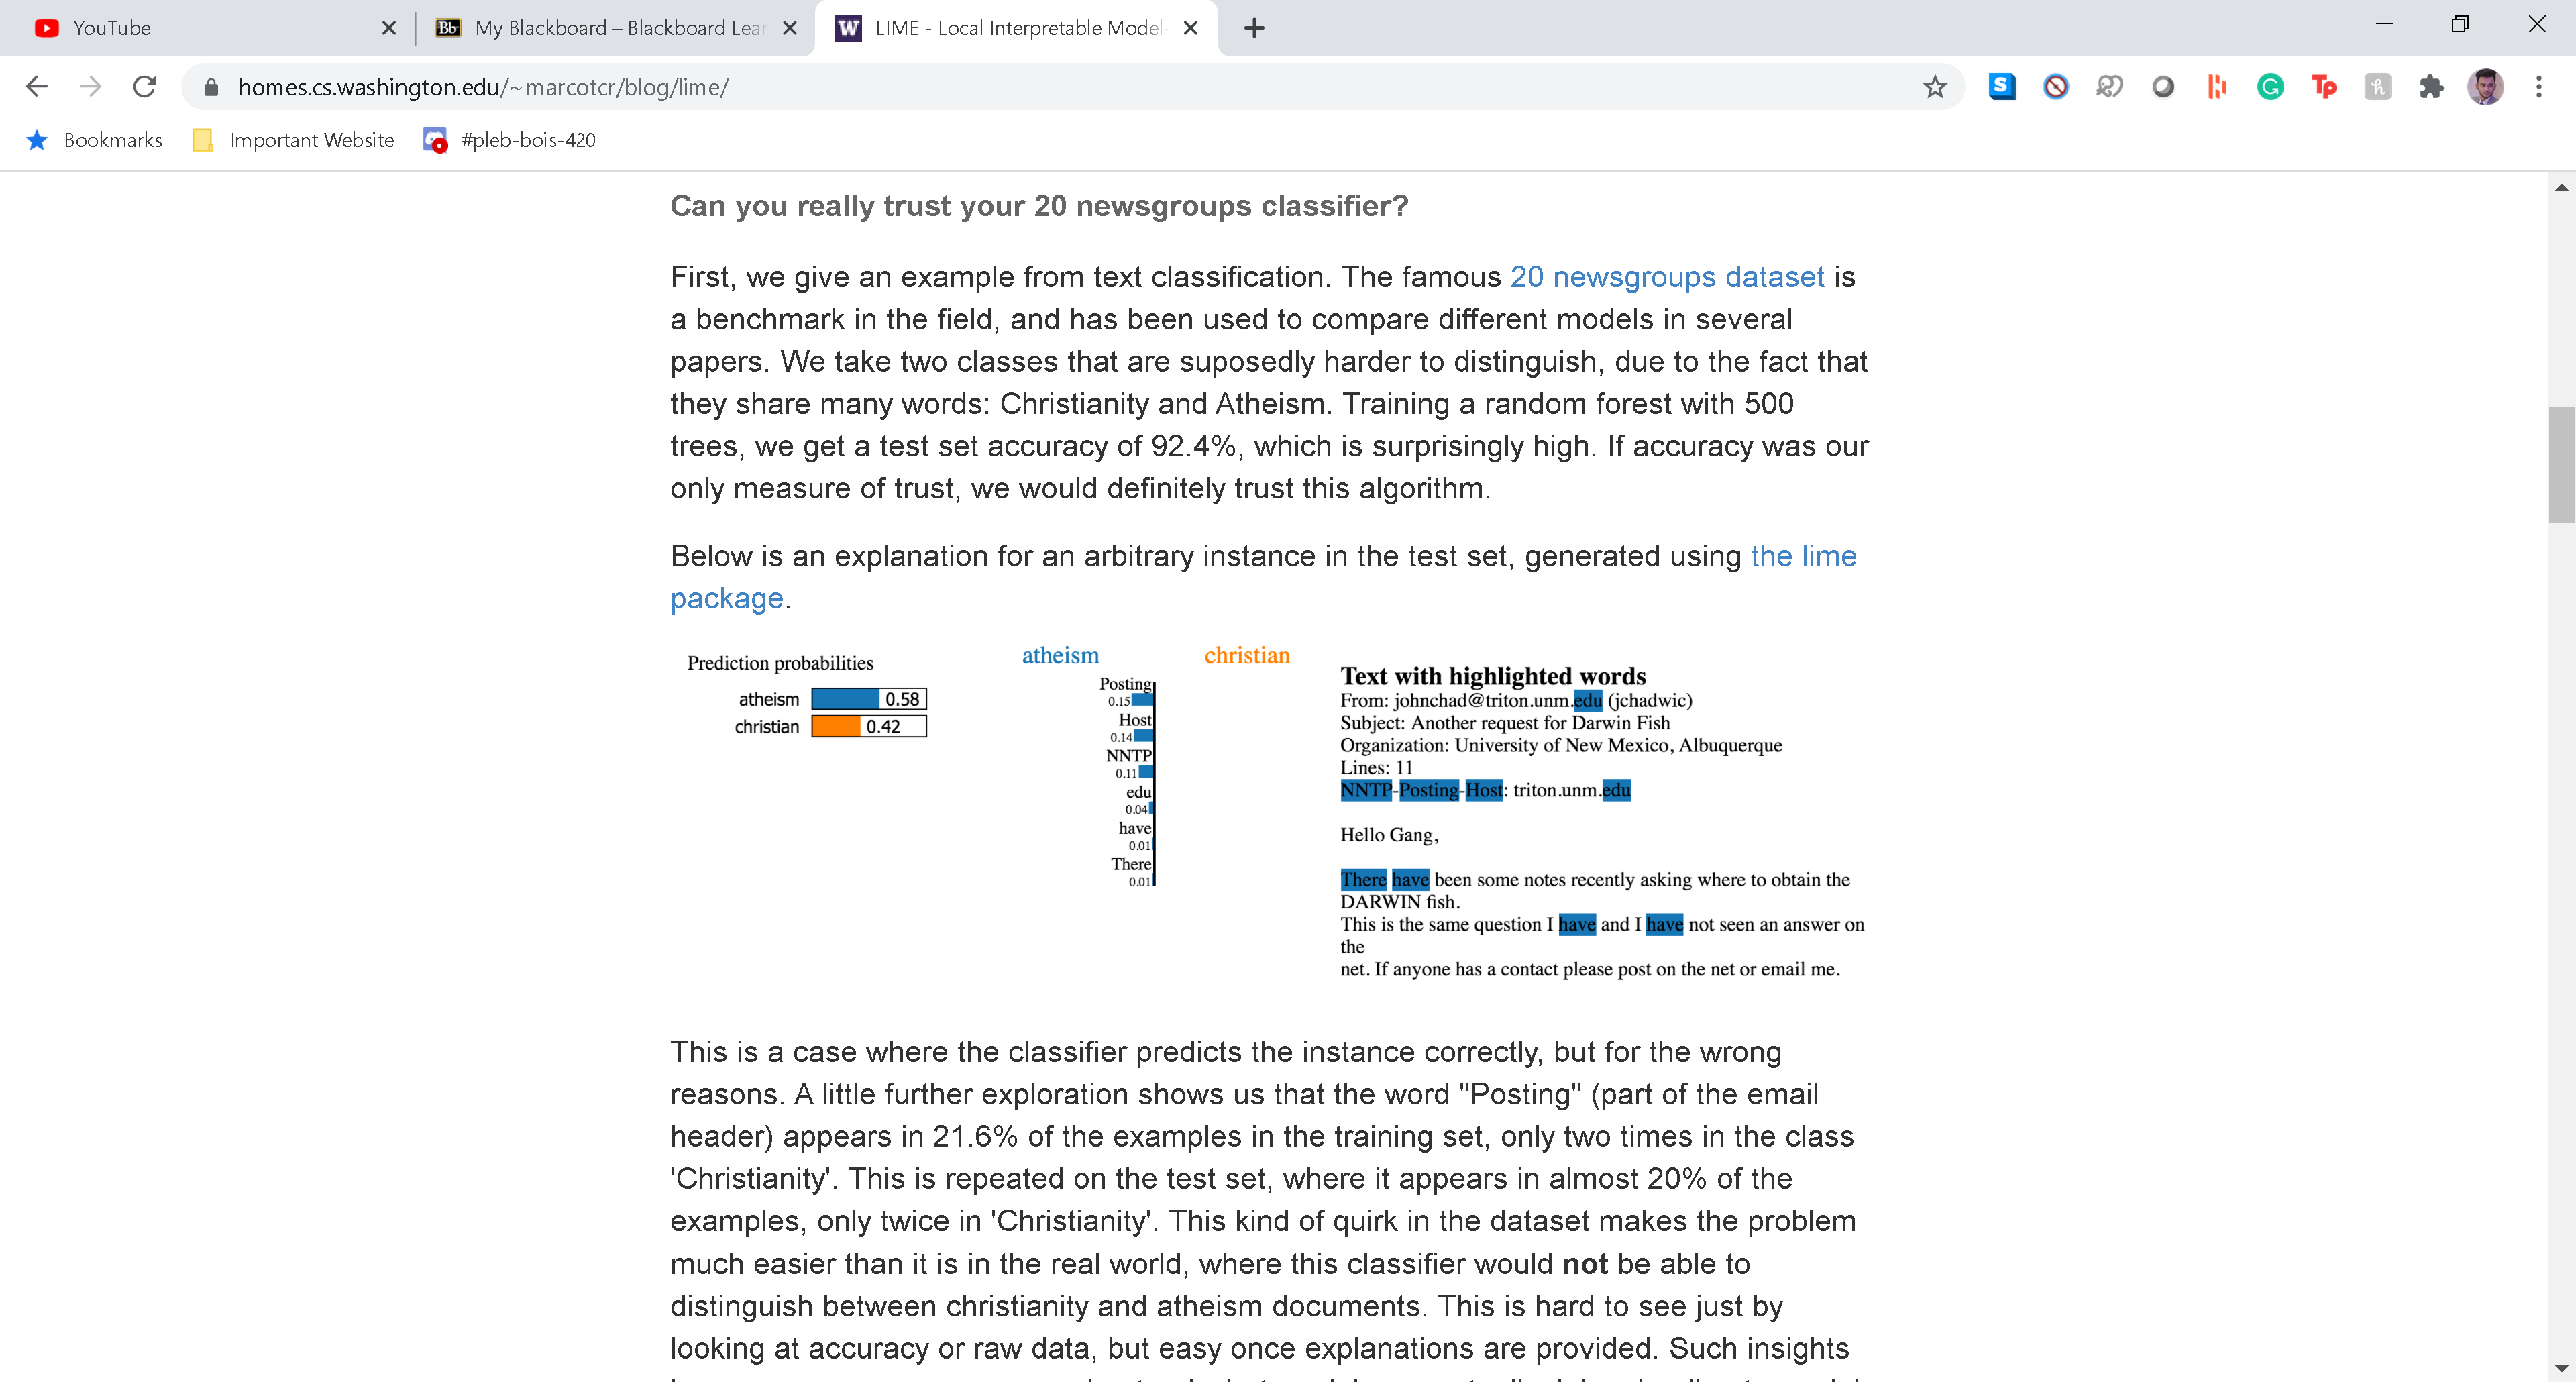 YouTube
My Blackboard – Blackboard Lear
LIME - Local Interpretable Model-
homes.cs.washington.edu/~marcotcr/blog/lime/
Bookmarks
Important Website
#pleb-bois-420
Can you really trust your 20 newsgroups classifier?
First, we give an example from text classification. The famous 20 newsgroups dataset is
a benchmark in the field, and has been used to compare different models in several
papers. We take two classes that are suposedly harder to distinguish, due to the fact that
they share many words: Christianity and Atheism. Training a random forest with 500
trees, we get a test set accuracy of 92.4%, which is surprisingly high. If accuracy was our
only measure of trust, we would definitely trust this algorithm.
Below is an explanation for an arbitrary instance in the test set, generated using the lime
package.
Prediction probabilities
atheism 0.58
christian 0.42
atheism christian
Posting
0.15
Host
0.14
NNTP
0.11
edu
0.04
have
0.01
There
0.01
Text with highlighted words
From: johnchad@triton.unm.edu (jchadwic)
Subject: Another request for Darwin Fish
Organization: University of New Mexico, Albuquerque
Lines: 11
NNTP-Posting-Host: triton.unm.edu
Hello Gang,
There have been some notes recently asking where to obtain the
DARWIN fish.
This is the same question I have and I have not seen an answer on
the
net. If anyone has a contact please post on the net or email me.
This is a case where the classifier predicts the instance correctly, but for the wrong
reasons. A little further exploration shows us that the word "Posting" (part of the email
header) appears in 21.6% of the examples in the training set, only two times in the class
'Christianity'. This is repeated on the test set, where it appears in almost 20% of the
examples, only twice in 'Christianity'. This kind of quirk in the dataset makes the problem
much easier than it is in the real world, where this classifier would not be able to
distinguish between christianity and atheism documents. This is hard to see just by
looking at accuracy or raw data, but easy once explanations are provided. Such insights